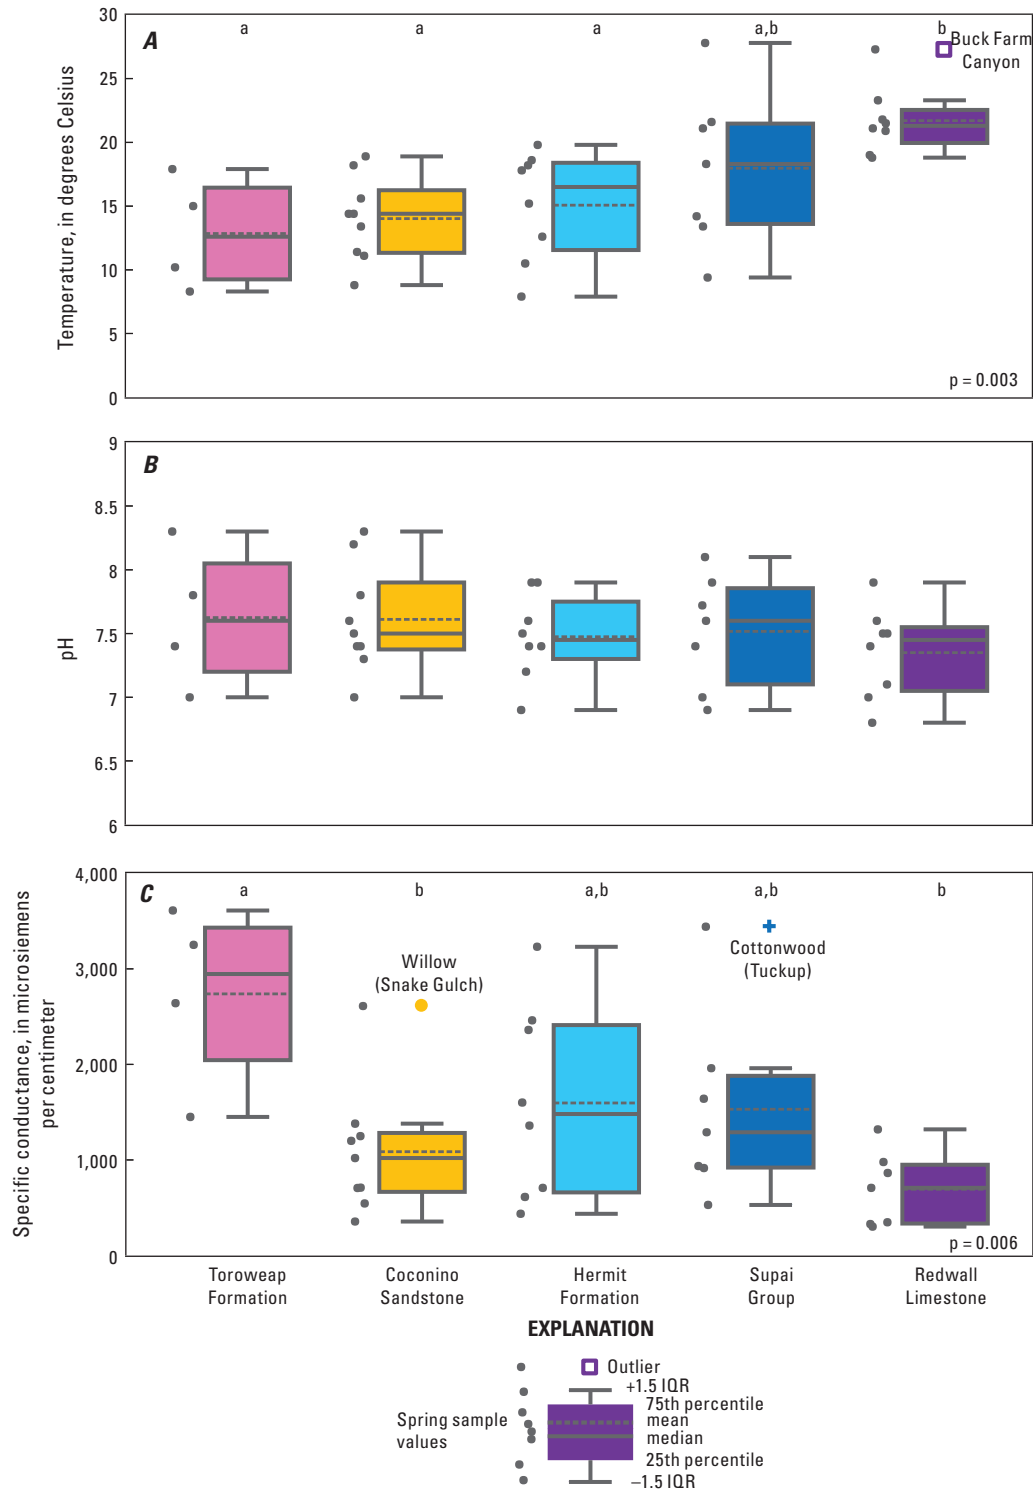 A
a
a
a
a,b
b
Buck Farm
Canyon
30
25
20
15
10
5
0
Temperature, in degrees Celsius
p = 0.003
B
9
8.5
8
7.5
7
6.5
6
pH
C
a
b
a,b
a,b
b
4,000
3,000
2,000
1,000
0
Specific conductance, in microsiemens
per centimeter
Willow
(Snake Gulch)
Cottonwood
(Tuckup)
p = 0.006
Toroweap
Formation
Coconino
Sandstone
Hermit
Formation
Supai
Group
Redwall
Limestone
EXPLANATION
Outlier
+1.5 IQR
75th percentile
mean
median
25th percentile
–1.5 IQR
Spring sample
values